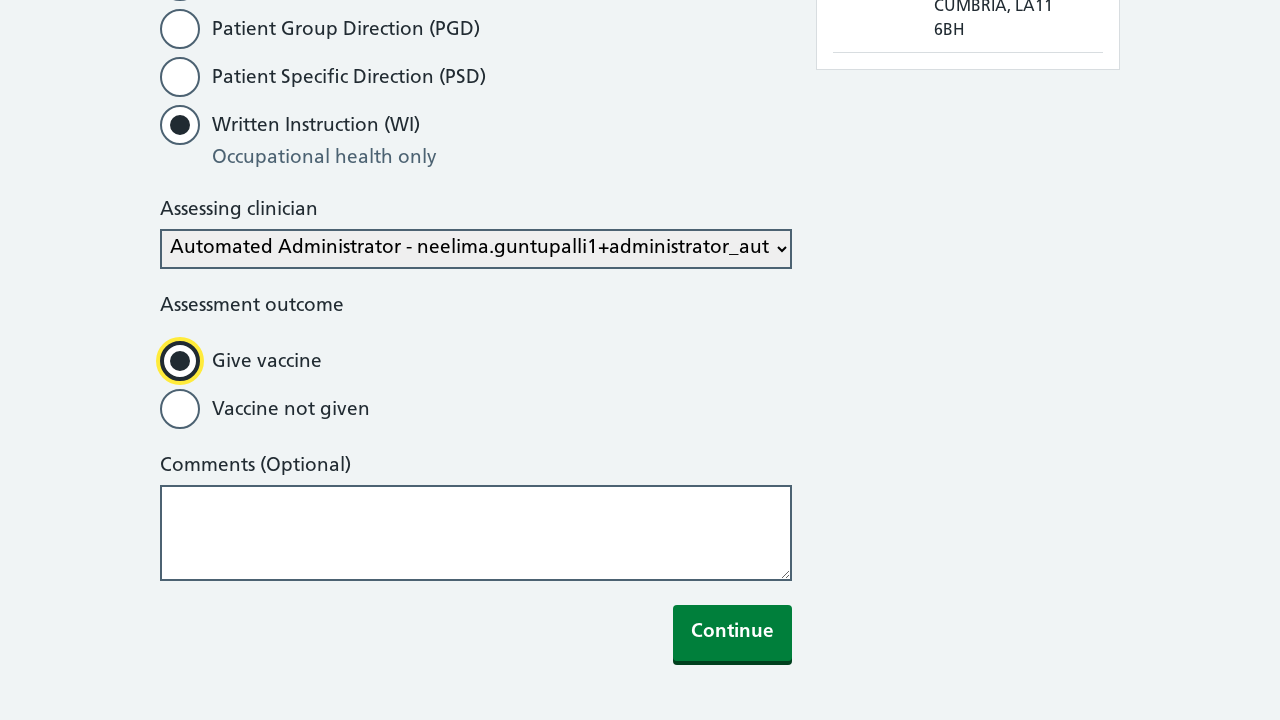 CUMBRIA, LA11
6BH
Patient Group Direction (PGD)
Patient Specific Direction (PSD)
Written Instruction (WI)
Occupational health only
Assessing clinician
Automated Administrator - neelima.guntupalli1+administrator_aut
Assessment outcome
Give vaccine
Vaccine not given
Comments (Optional)
Continue